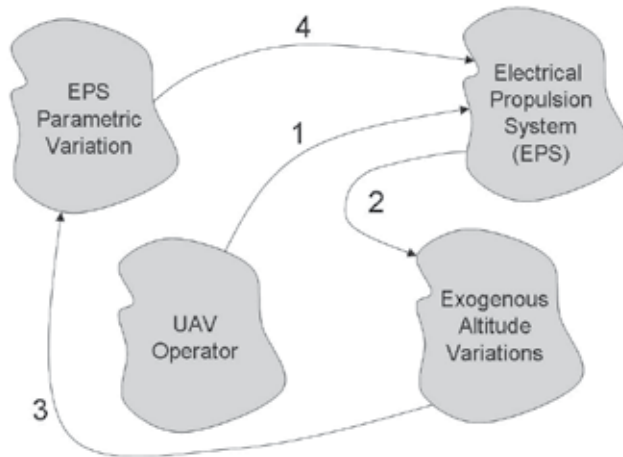 4
EPS
Parametric
Variation
Electrical
Propulsion
System
(EPS)
1
2
UAV
Operator
Exogenous
Altitude
Variations
3